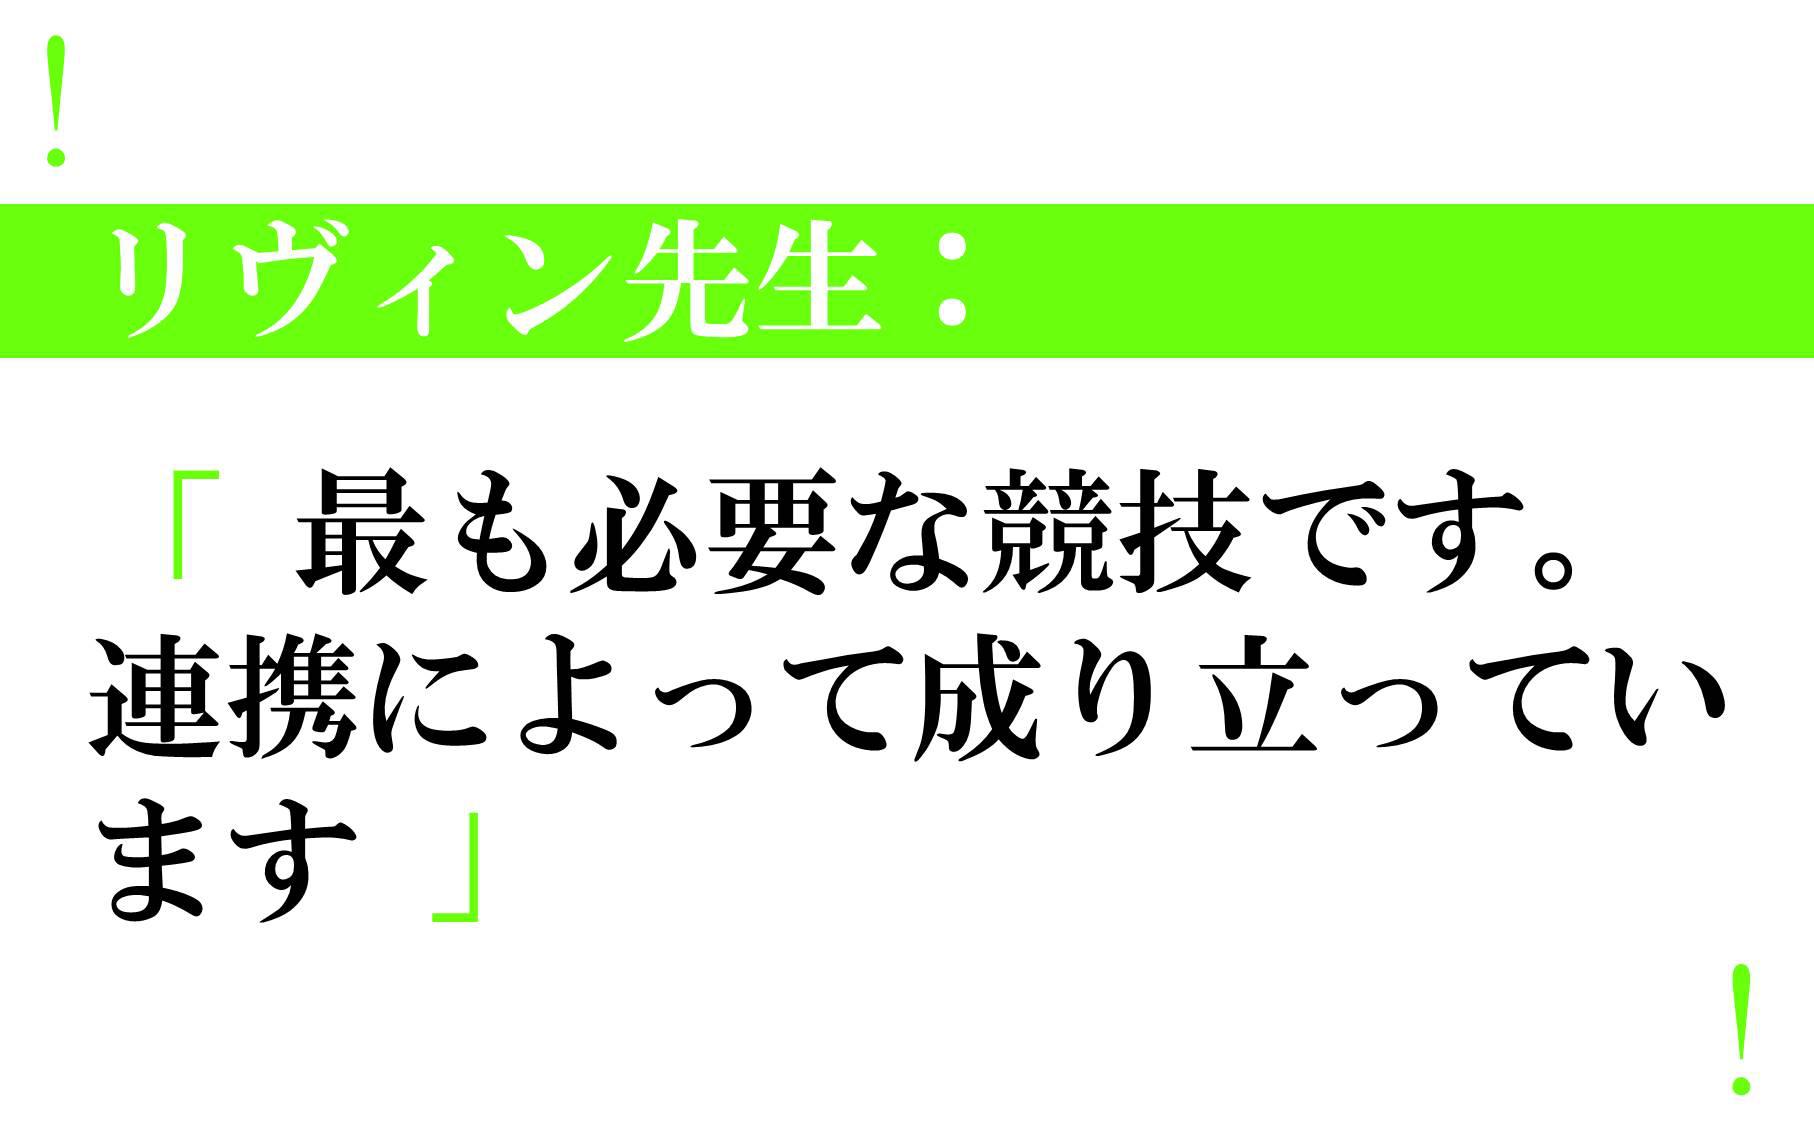 ！
リヴィン先生：
「 最も必要な競技です。
連携によって成り立ってい
ます 」
！